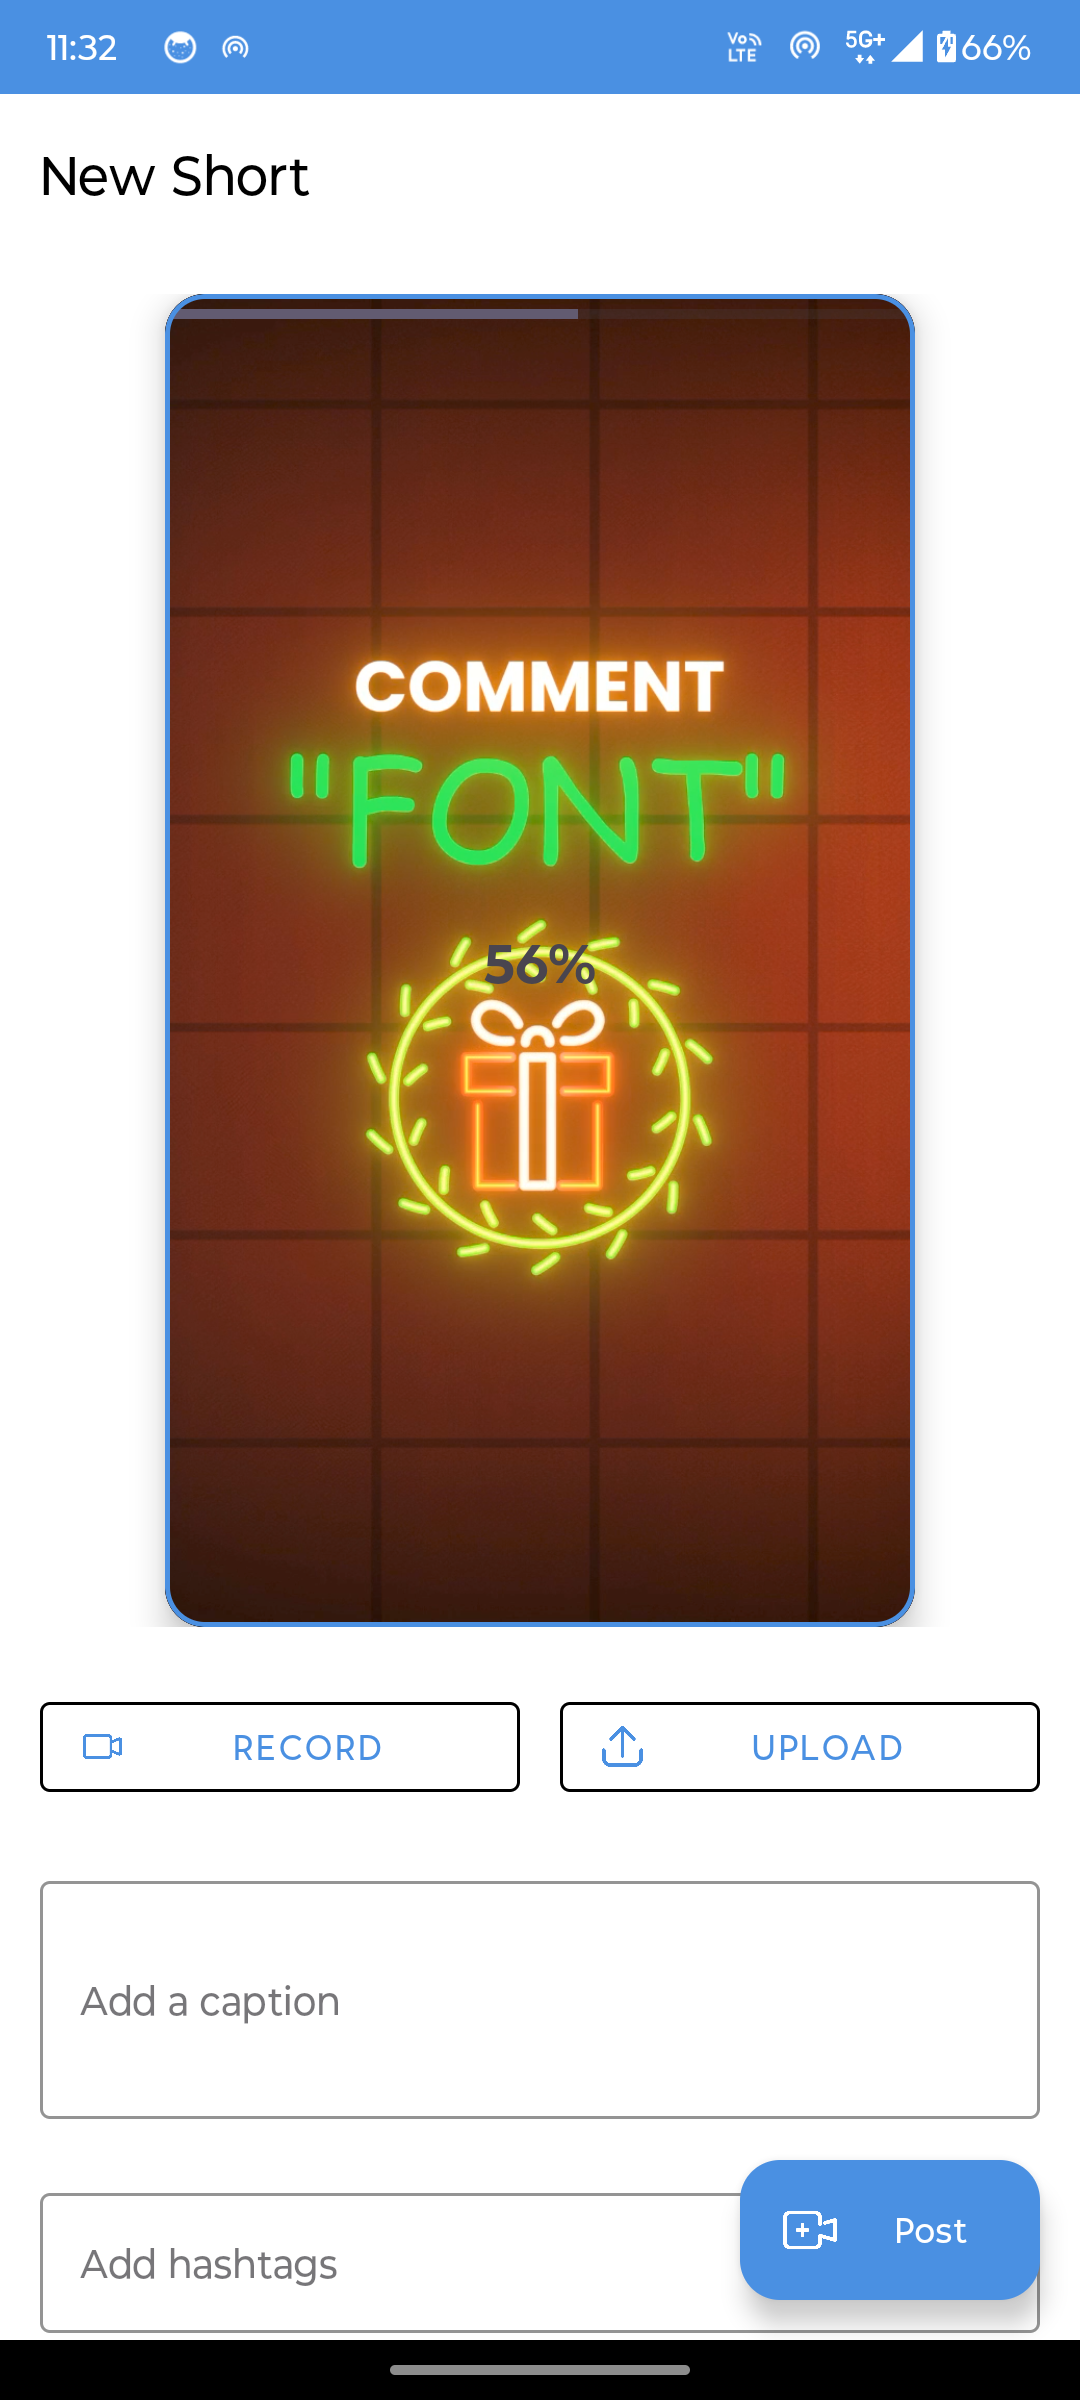 11:32
Vo LTE 5G+ 66%
New Short
COMMENT
"FONT"
56%
RECORD
UPLOAD
Add a caption
Add hashtags
Post